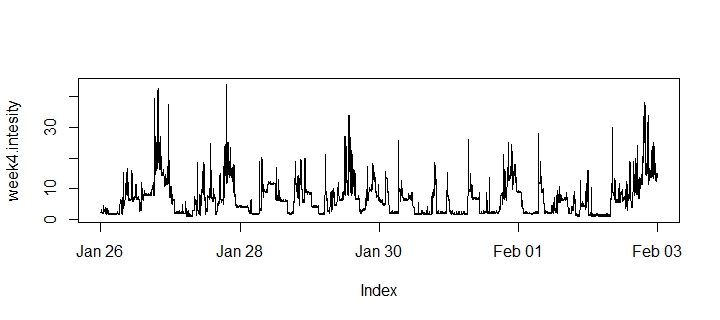 week4.intesity
30
10
0
Jan 26
Jan 28
Jan 30
Feb 01
Feb 03
Index